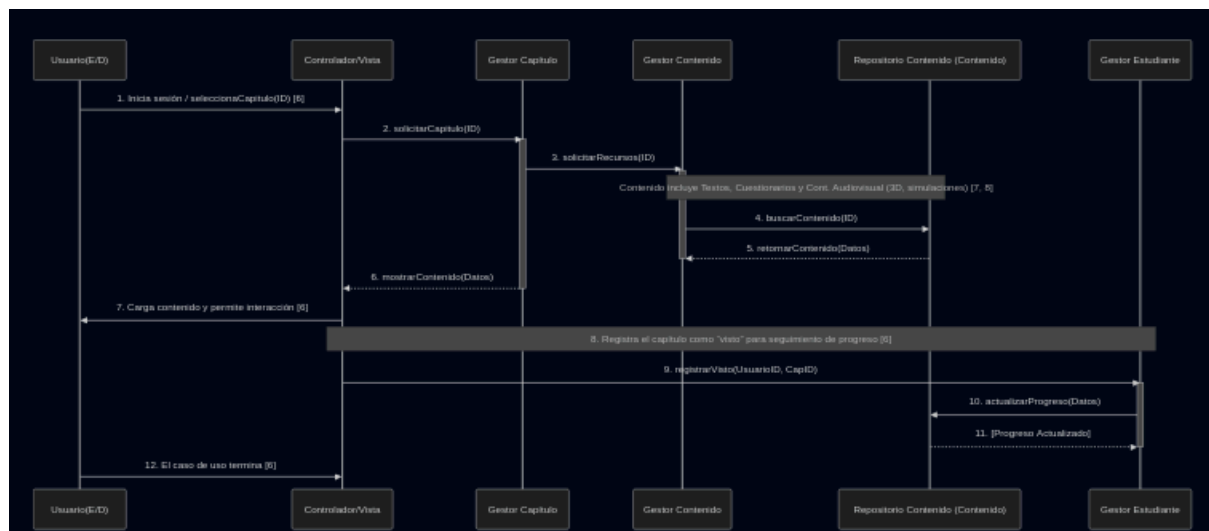 Usuario(E/D)
Controlador/Vista
Gestor Capítulo
Gestor Contenido
Repositorio Contenido (Contenido)
Gestor Estudiante
1. Inicia sesión / seleccionaCapitulo(ID) [6]
2. solicitarCapitulo(ID)
3. solicitarRecursos(ID)
Contenido incluye Textos, Cuestionarios y Cont. Audiovisual (3D, simulaciones) [7, 8]
4. buscarContenido(ID)
5. retornarContenido(Datos)
6. mostrarContenido(Datos)
7. Carga contenido y permite interacción [6]
8. Registra el capítulo como "visto" para seguimiento de progreso [6]
9. registrarVisto(UsuarioID, CapID)
10. actualizarProgreso(Datos)
11. [Progreso Actualizado]
12. El caso de uso termina [6]
Usuario(E/D)
Controlador/Vista
Gestor Capítulo
Gestor Contenido
Repositorio Contenido (Contenido)
Gestor Estudiante